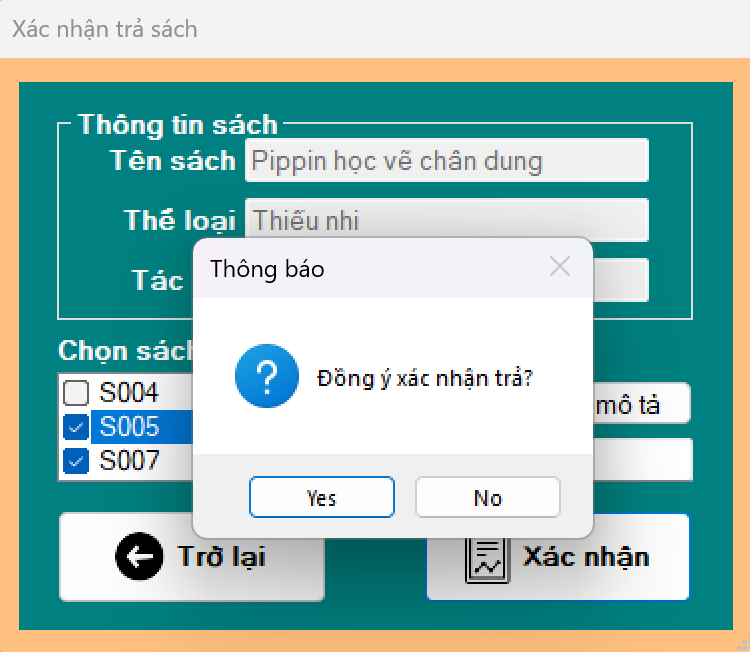 Xác nhận trả sách
Thông tin sách
Tên sách Pippin học vẽ chân dung
Thể loại Thiếu nhi
Tác
Thông báo
Chọn sách
Đồng ý xác nhận trả?
S004
mô tả
S005
S007
Yes No
Trở lại Xác nhận